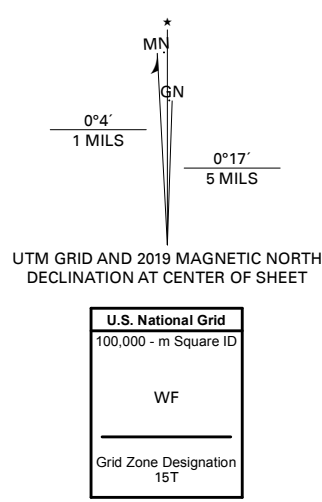 MN
GN
0°4´
1 MILS
0°17´
5 MILS
UTM GRID AND 2019 MAGNETIC NORTH
DECLINATION AT CENTER OF SHEET
U.S. National Grid
100,000 - m Square ID
WF
Grid Zone Designation
15T